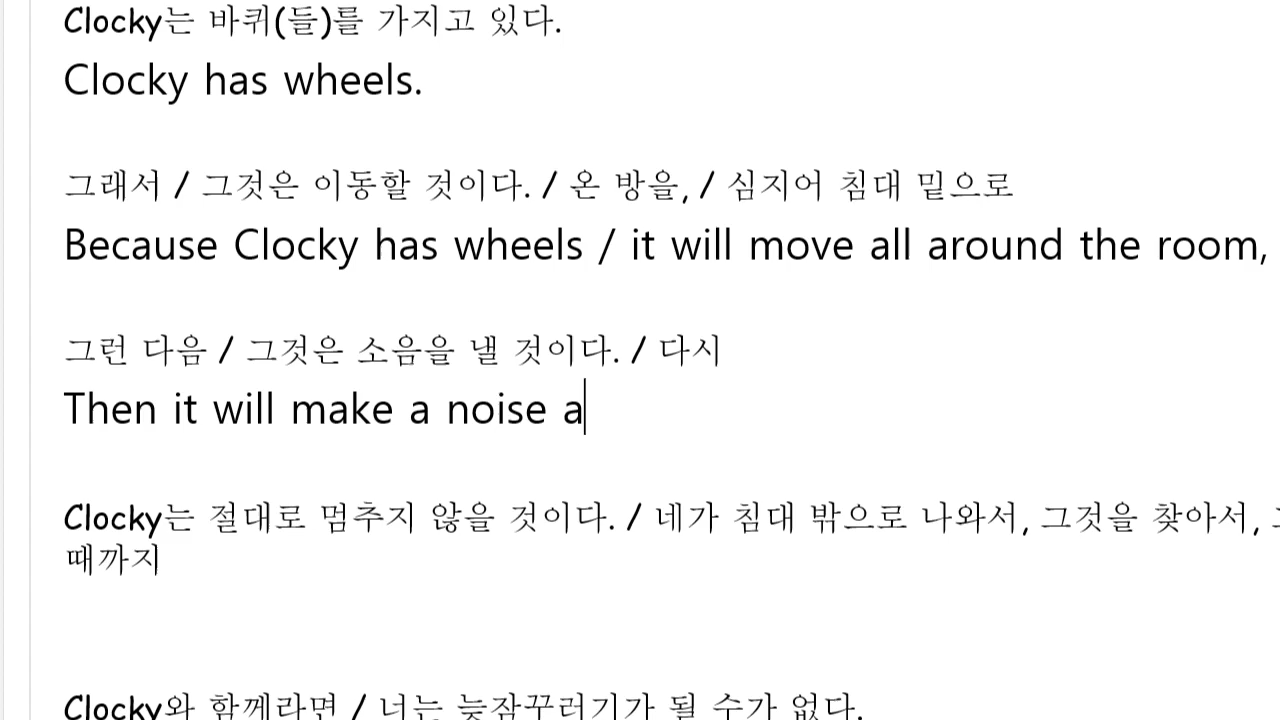 Clocky는 바퀴(들)를 가지고 있다.
Clocky has wheels.
그래서 / 그것은 이동할 것이다. / 온 방을, / 심지어 침대 밑으로
Because Clocky has wheels / it will move all around the room,
그런 다음 / 그것은 소음을 낼 것이다. / 다시
Then it will make a noise a
Clocky는 절대로 멈추지 않을 것이다. / 네가 침대 밖으로 나와서, 그것을 찾아서,
때까지
Clocky와 함께라면 / 너는 늦잠꾸러기가 될 수가 없다.